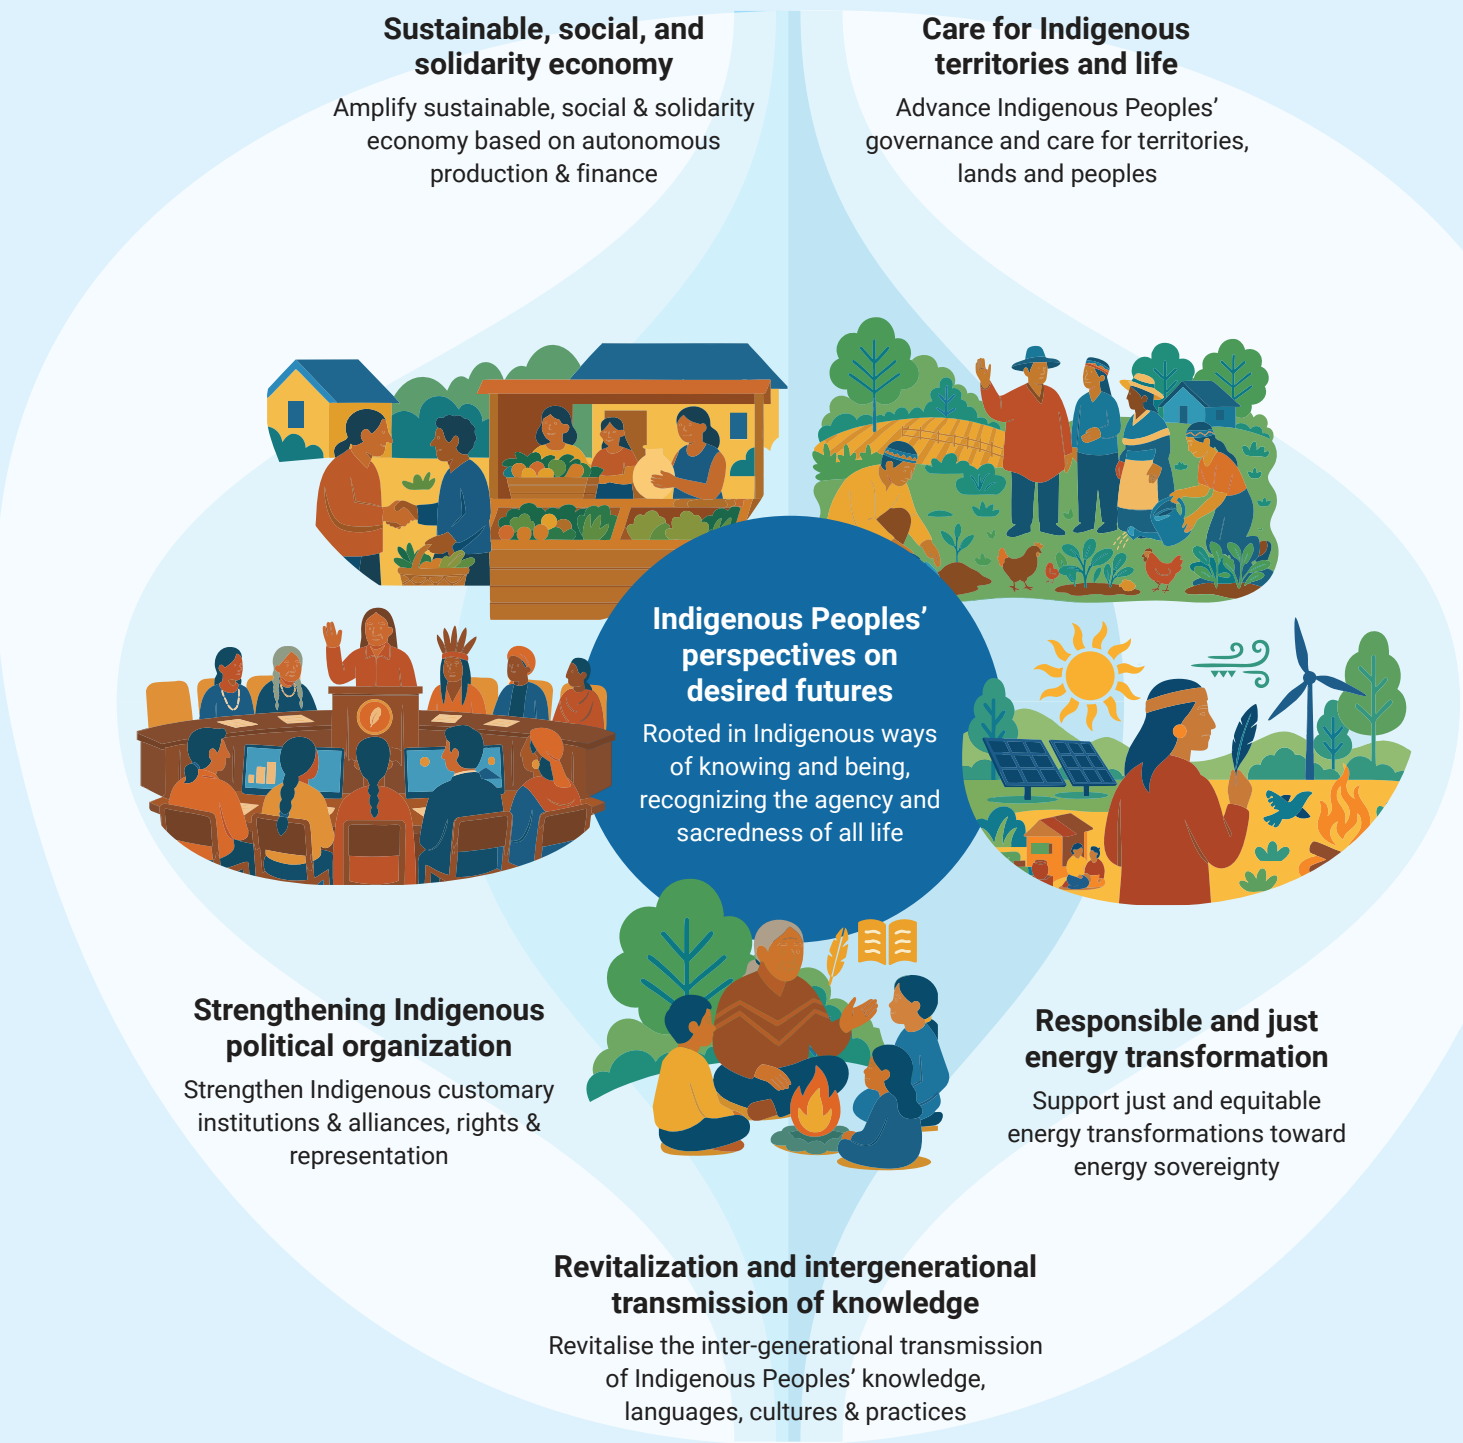 Sustainable, social, and
solidarity economy
Amplify sustainable, social & solidarity
economy based on autonomous
production & finance
Care for Indigenous
territories and life
Advance Indigenous Peoples’
governance and care for territories,
lands and peoples
Indigenous Peoples’
perspectives on
desired futures
Rooted in Indigenous ways
of knowing and being,
recognizing the agency and
sacredness of all life
Strengthening Indigenous
political organization
Strengthen Indigenous customary
institutions & alliances, rights &
representation
Responsible and just
energy transformation
Support just and equitable
energy transformations toward
energy sovereignty
Revitalization and intergenerational
transmission of knowledge
Revitalise the inter-generational transmission
of Indigenous Peoples’ knowledge,
languages, cultures & practices